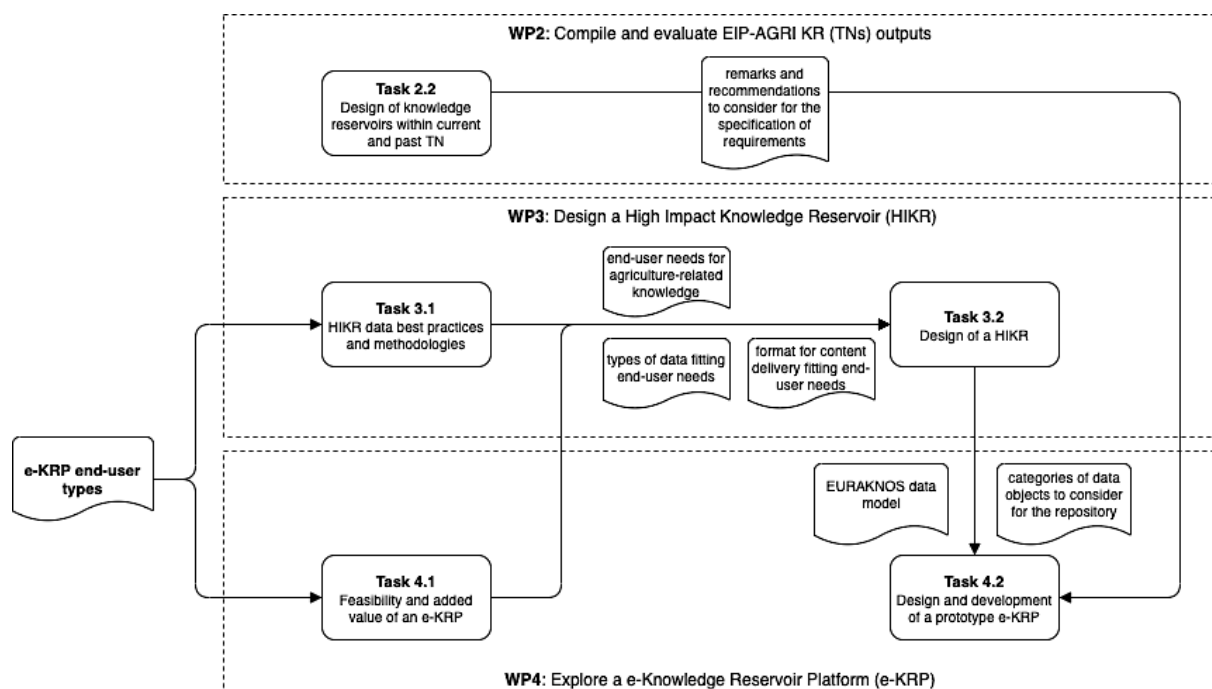 WP2: Compile and evaluate EIP-AGRI KR (TNs) outputs
Task 2.2
Design of knowledge
reservoirs within current
and past TN
remarks and
recommendations
to consider for the
specification of
requirements
WP3: Design a High Impact Knowledge Reservoir (HIKR)
end-user needs for
agriculture-related
knowledge
Task 3.1
HIKR data best practices
and methodologies
Task 3.2
Design of a HIKR
types of data fitting
end-user needs
format for content
delivery fitting end-
user needs
e-KRP end-user
types
EURAKNOS data
model
categories of data
objects to consider
for the repository
Task 4.1
Feasibility and added
value of an e-KRP
Task 4.2
Design and development
of a prototype e-KRP
WP4: Explore a e-Knowledge Reservoir Platform (e-KRP)